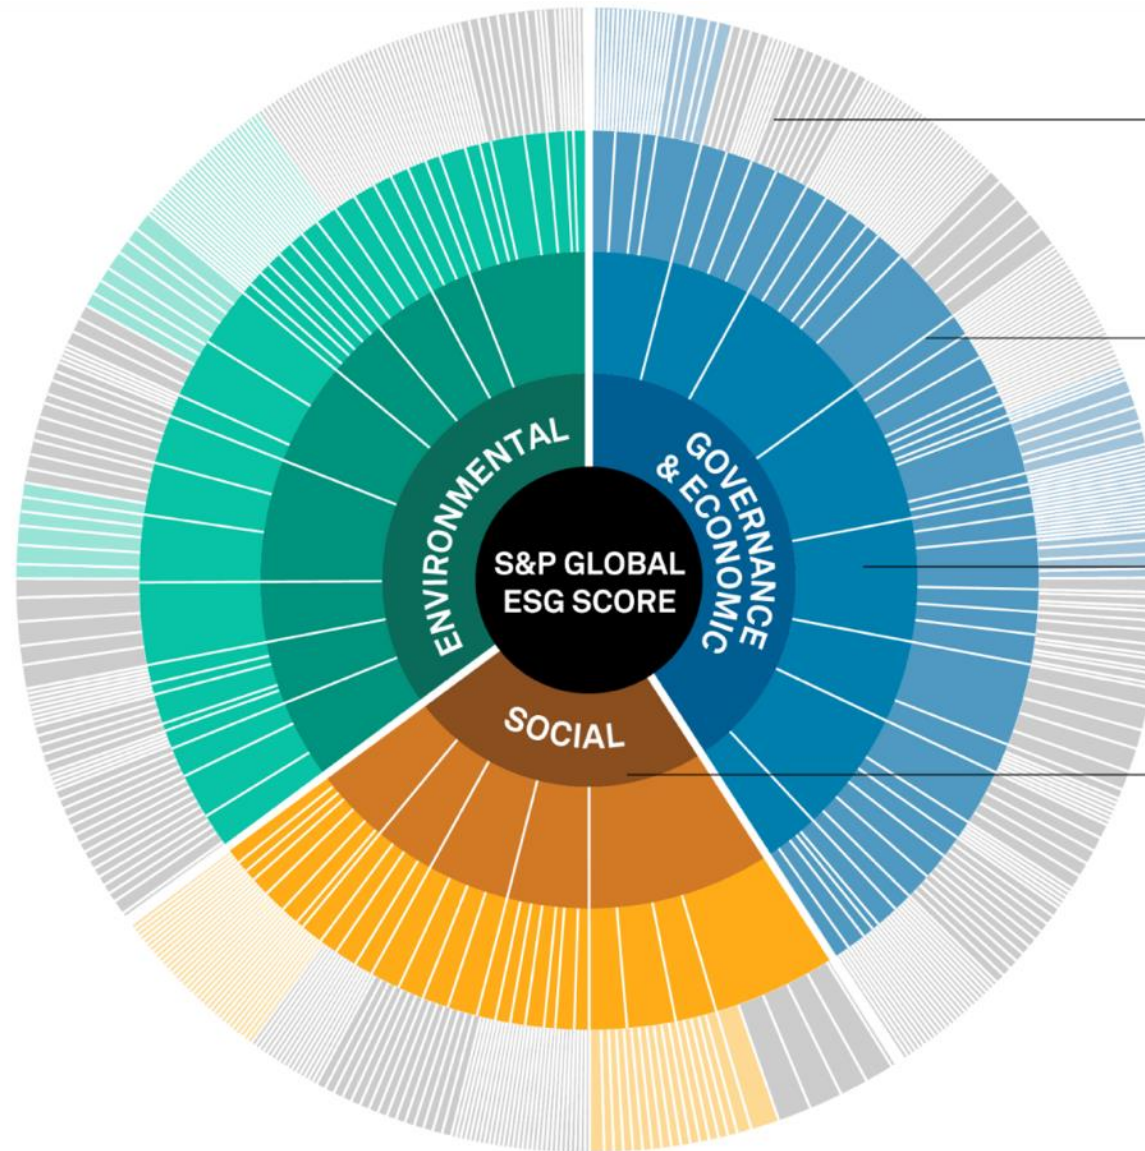 ENVIRONMENTAL
GOVERNANCE
& ECONOMIC
S&P GLOBAL
ESG SCORE
SOCIAL